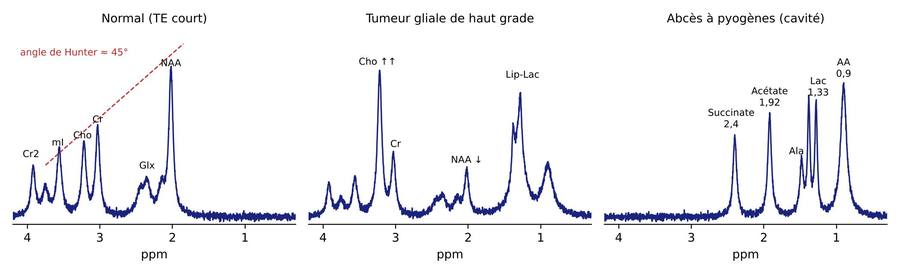 Normal (TE court)
angle de Hunter ≈ 45°
NAA
Cr
Cho
mI
Cr2
Glx
4 3 2 1
ppm
Tumeur gliale de haut grade
Cho ↑↑
Lip-Lac
Cr
NAA ↓
4 3 2 1
ppm
Abcès à pyogènes (cavité)
AA
0,9
Lac
1,33
Acétate
1,92
Succinate
2,4
Ala
4 3 2 1
ppm